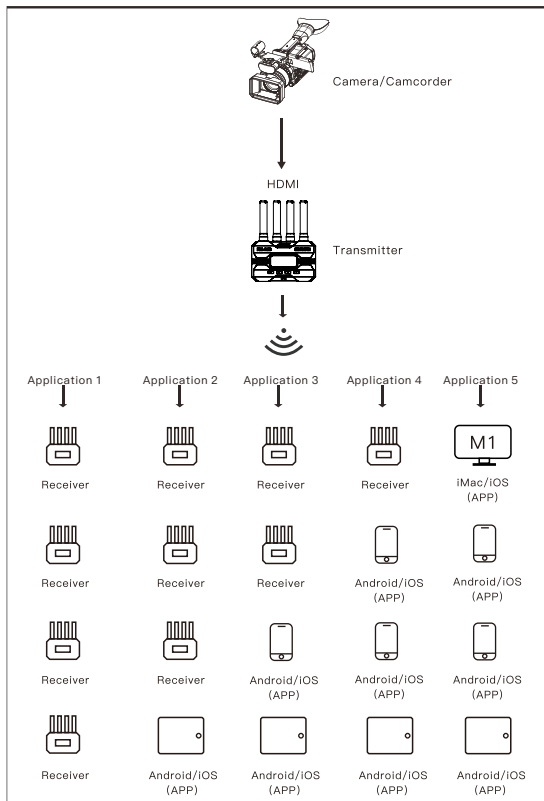 Camera/Camcorder
HDMI
Transmitter
Application 1 Application 2 Application 3 Application 4 Application 5
M1
Receiver Receiver Receiver Receiver iMac/iOS
(APP)
Receiver Receiver Receiver Android/iOS Android/iOS
(APP) (APP)
Receiver Receiver Android/iOS Android/iOS Android/iOS
(APP) (APP) (APP)
Receiver Android/iOS Android/iOS Android/iOS Android/iOS
(APP) (APP) (APP) (APP)